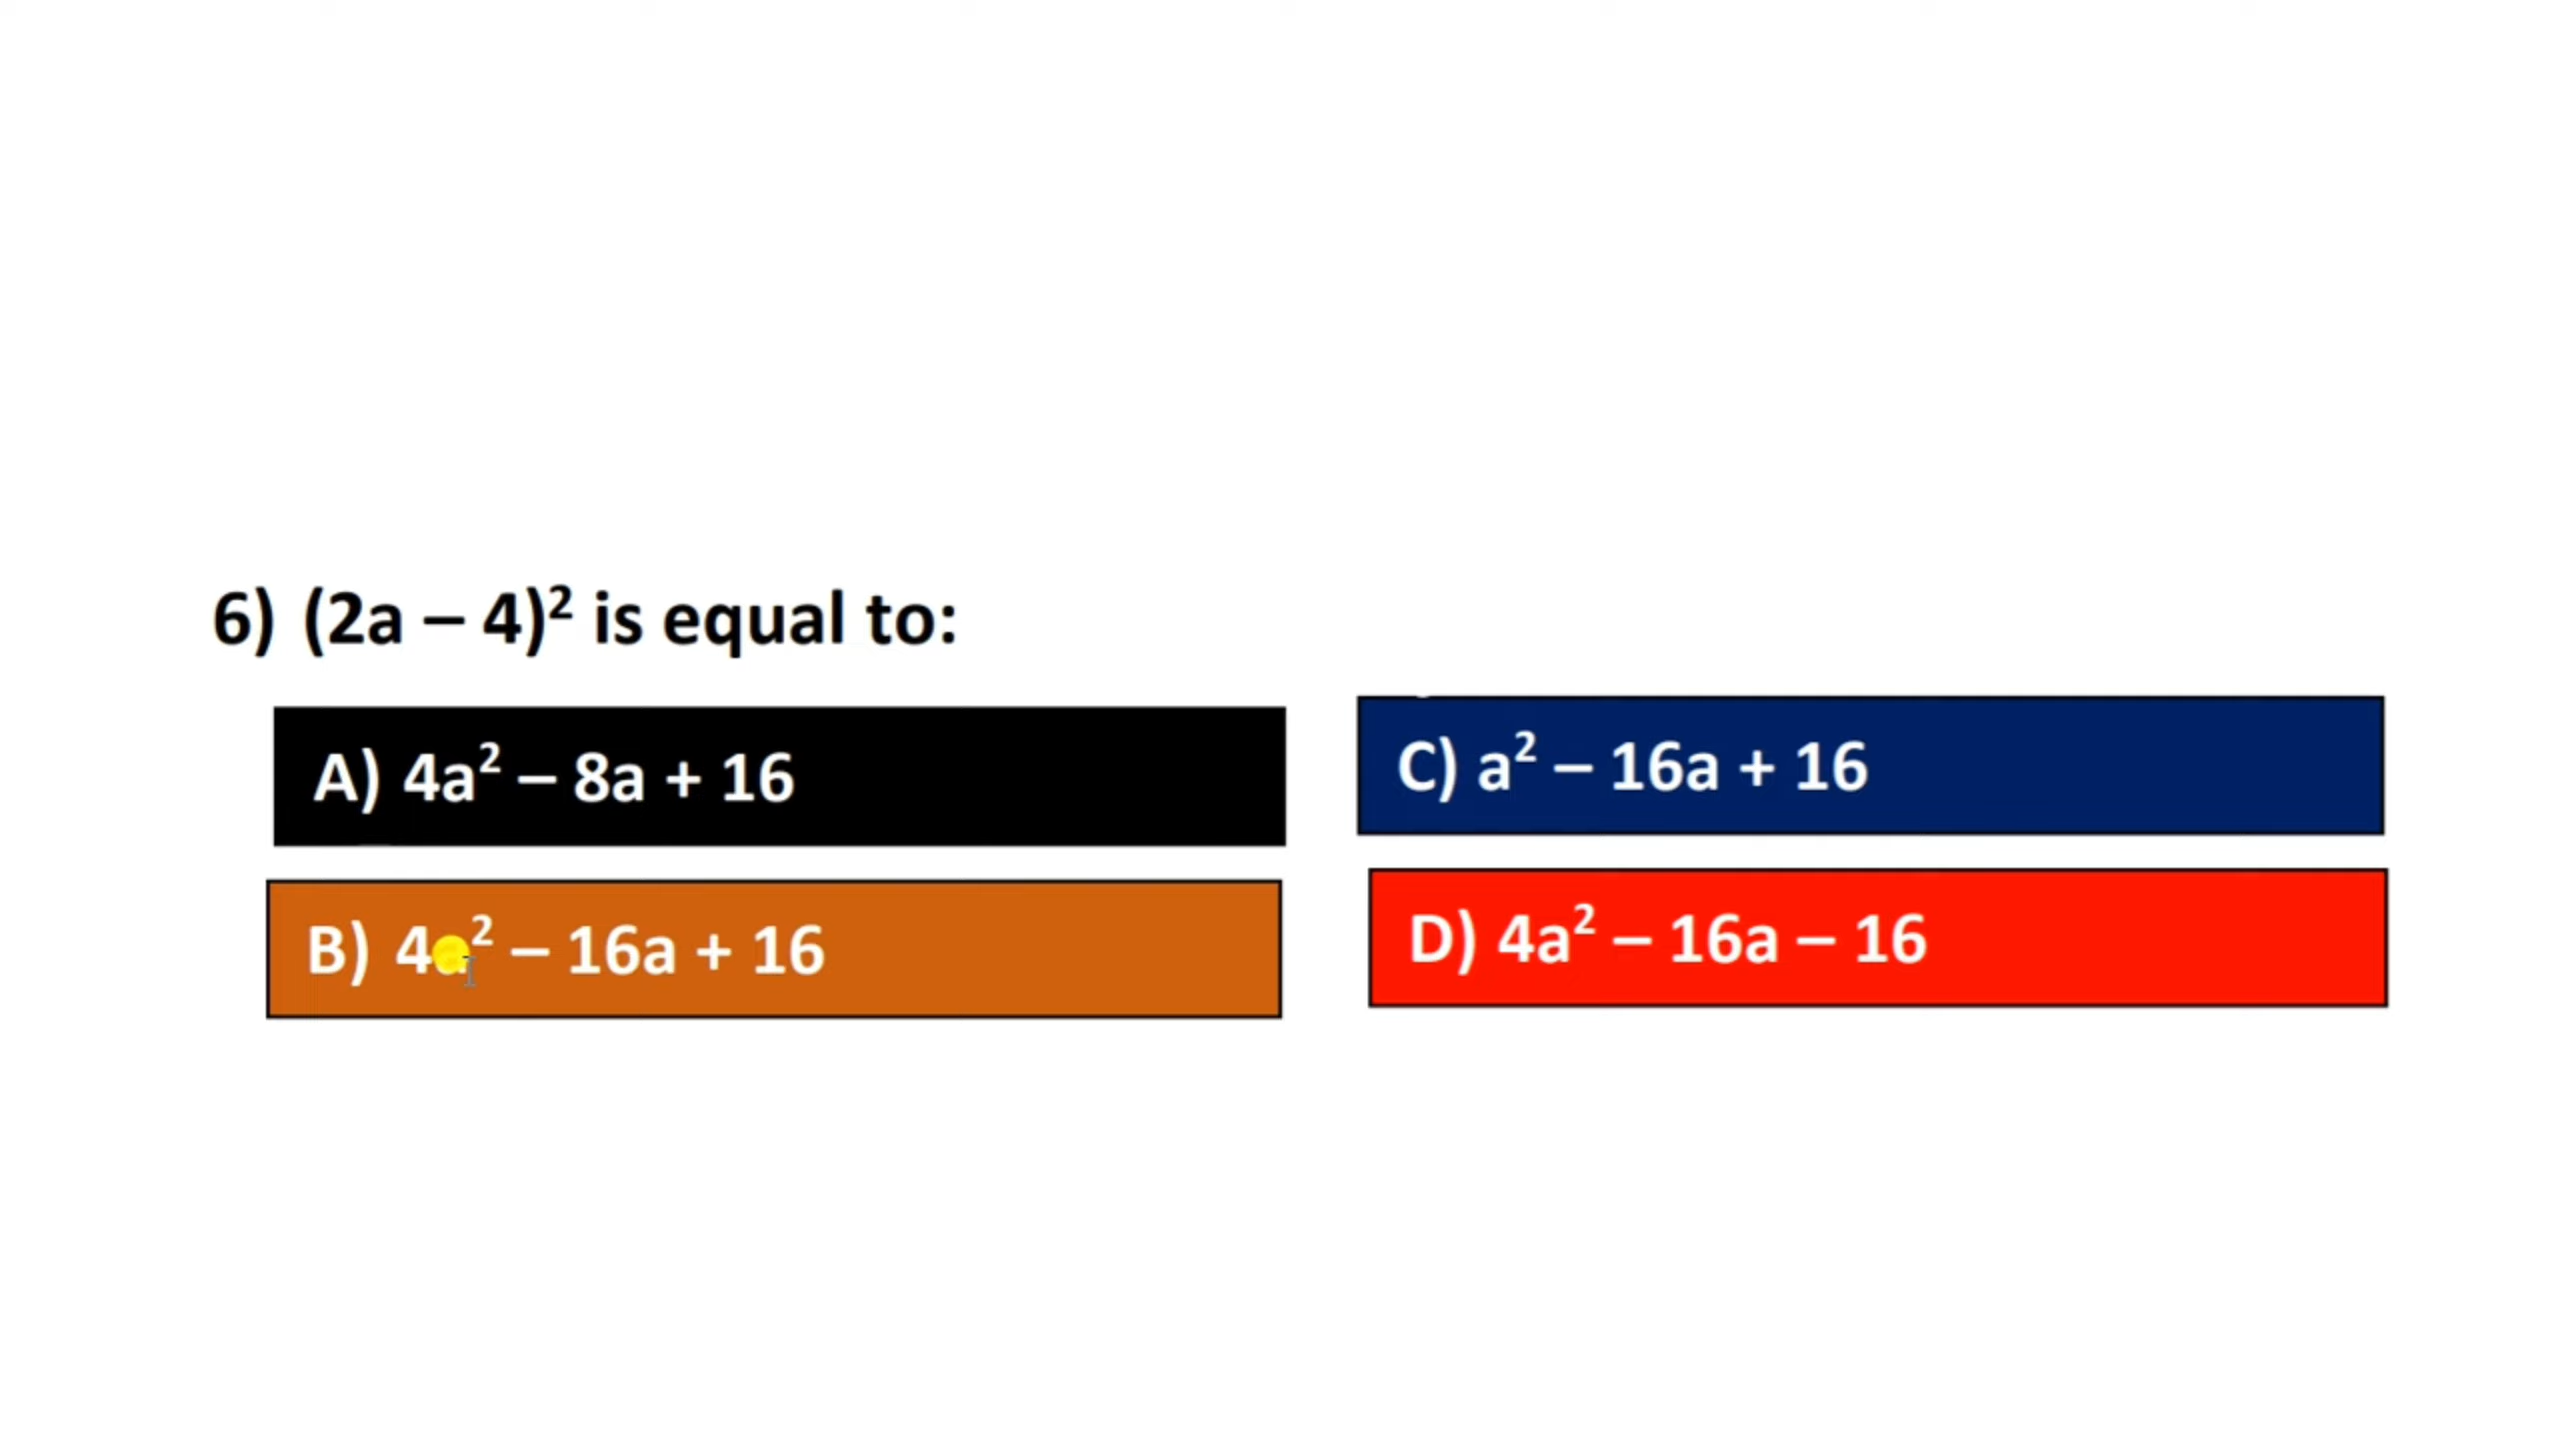 6) (2a – 4)² is equal to:
A) 4a² – 8a + 16
B) 4a² – 16a + 16
C) a² – 16a + 16
D) 4a² – 16a – 16